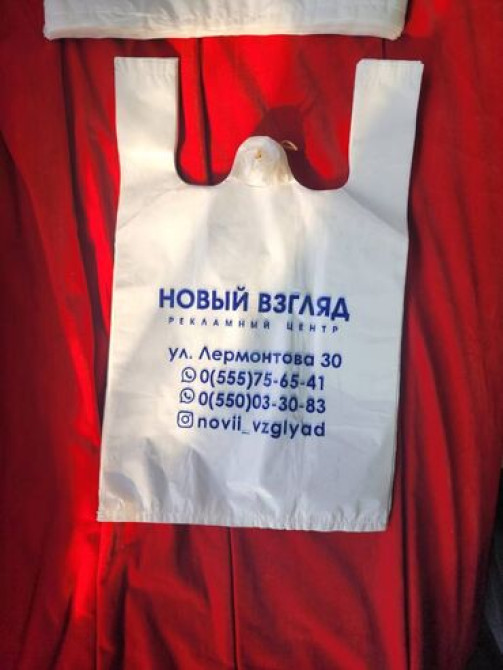 НОВЫЙ ВЗГЛЯД
РЕКЛАМНЫЙ ЦЕНТР
ул. Лермонтова 30
0(555)75-65-41
0(550)03-30-83
novii_vzglyad